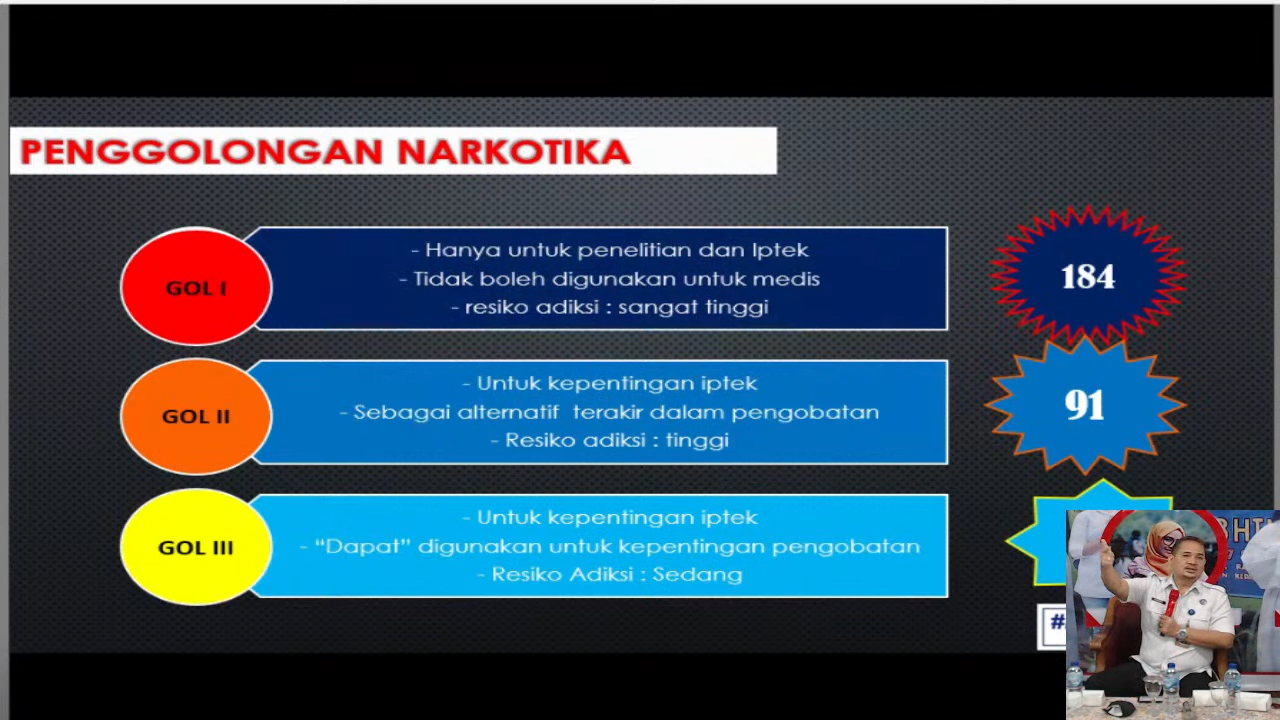 PENGGOLONGAN NARKOTIKA
GOL I
- Hanya untuk penelitian dan Iptek
- Tidak boleh digunakan untuk medis
- resiko adiksi : sangat tinggi
184
GOL II
- Untuk kepentingan iptek
- Sebagai alternatif terakir dalam pengobatan
- Resiko adiksi : tinggi
91
GOL III
- Untuk kepentingan iptek
- “Dapat” digunakan untuk kepentingan pengobatan
- Resiko Adiksi : Sedang
#